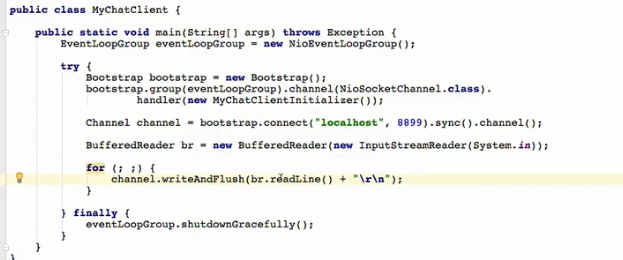 public class MyChatClient {
public static void main(String[] args) throws Exception {
EventLoopGroup eventLoopGroup = new NioEventLoopGroup();
try {
Bootstrap bootstrap = new Bootstrap();
bootstrap.group(eventLoopGroup).channel(NioSocketChannel.class).
handler(new MyChatClientInitializer());
Channel channel = bootstrap.connect("localhost", 8899).sync().channel();
BufferedReader br = new BufferedReader(new InputStreamReader(System.in));
for (; ;) {
channel.writeAndFlush(br.readLine() + "\r\n");
}
} finally {
eventLoopGroup.shutdownGracefully();
}
}
}